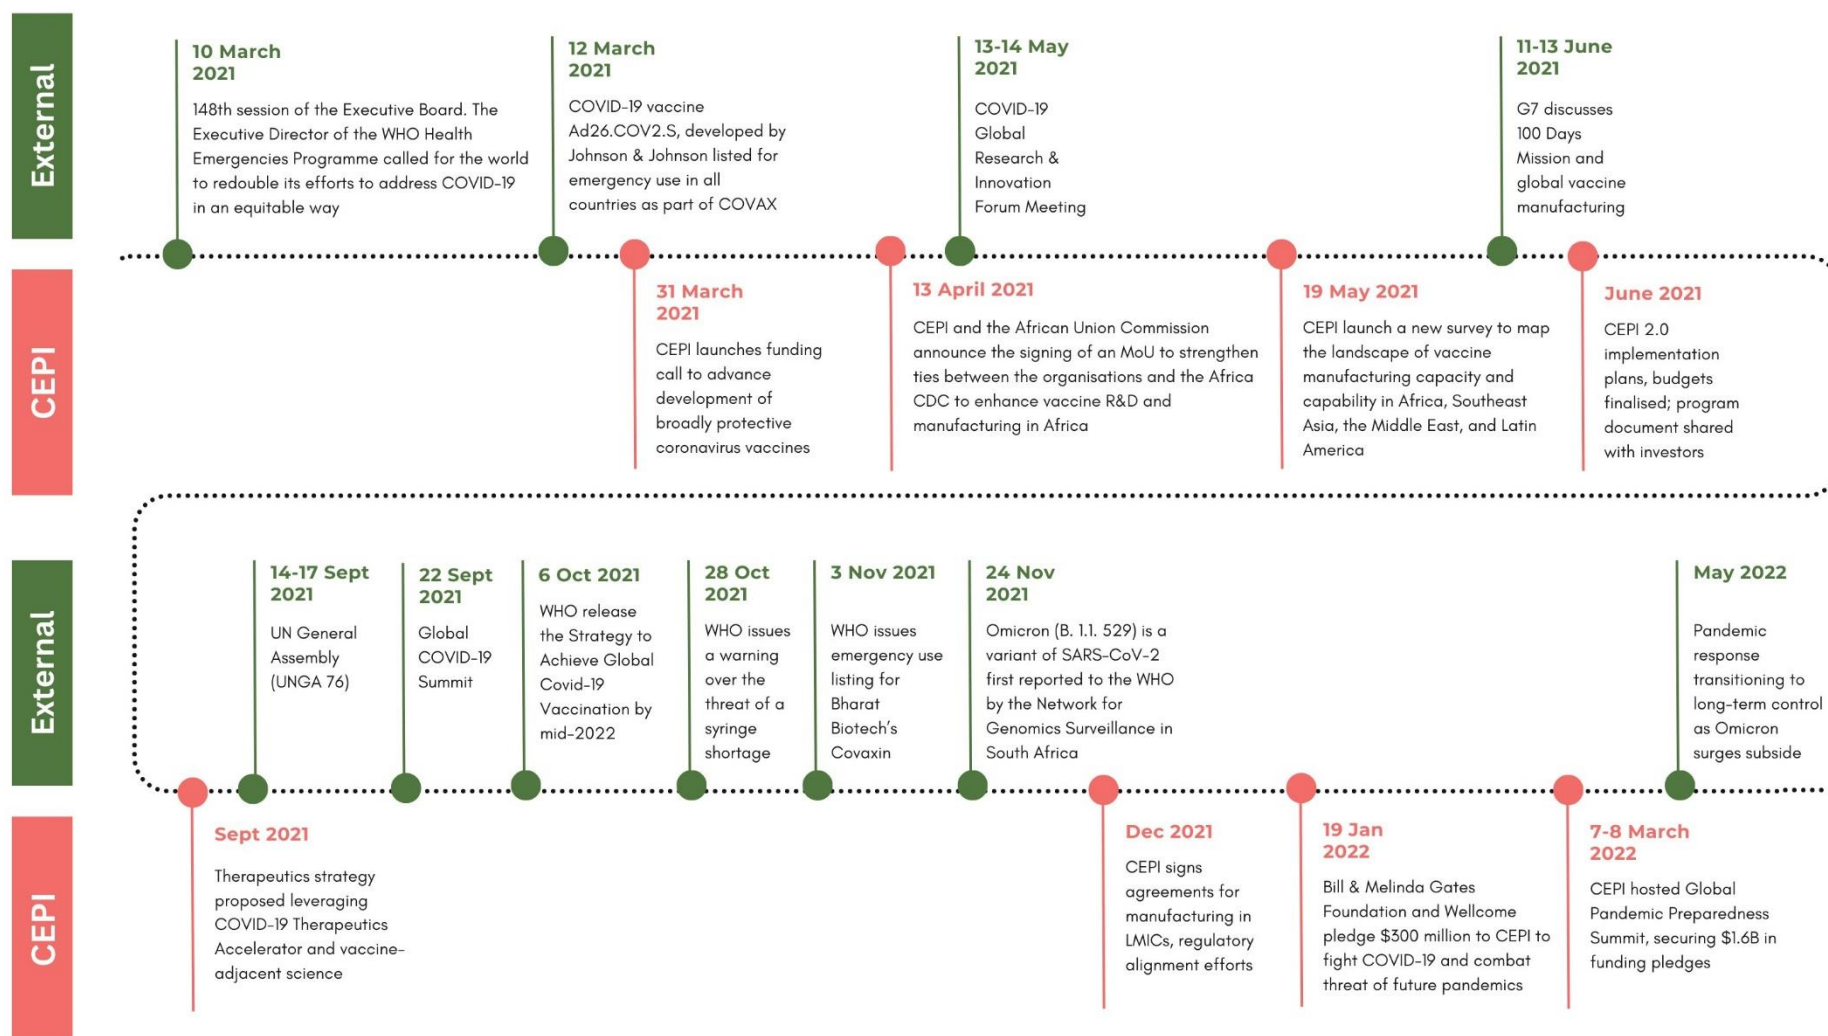 External
10 March
2021
148th session of the Executive Board. The
Executive Director of the WHO Health
Emergencies Programme called for the world
to redouble its efforts to address COVID-19
in an equitable way
12 March
2021
COVID-19 vaccine
Ad26.COV2.S, developed by
Johnson & Johnson listed for
emergency use in all
countries as part of COVAX
13-14 May
2021
COVID-19
Global
Research &
Innovation
Forum Meeting
11-13 June
2021
G7 discusses
100 Days
Mission and
global vaccine
manufacturing
CEPI
31 March
2021
CEPI launches funding
call to advance
development of
broadly protective
coronavirus vaccines
13 April 2021
CEPI and the African Union Commission
announce the signing of an MoU to strengthen
ties between the organisations and the Africa
CDC to enhance vaccine R&D and
manufacturing in Africa
19 May 2021
CEPI launch a new survey to map
the landscape of vaccine
manufacturing capacity and
capability in Africa, Southeast
Asia, the Middle East, and Latin
America
June 2021
CEPI 2.0
implementation
plans, budgets
finalised; program
document shared
with investors
External
14-17 Sept
2021
UN General
Assembly
(UNGA 76)
22 Sept
2021
Global
COVID-19
Summit
6 Oct 2021
WHO release
the Strategy to
Achieve Global
Covid-19
Vaccination by
mid-2022
28 Oct
2021
WHO issues
a warning
over the
threat of a
syringe
shortage
3 Nov 2021
WHO issues
emergency use
listing for
Bharat
Biotech's
Covaxin
24 Nov
2021
Omicron (B. 1.1. 529) is a
variant of SARS-CoV-2
first reported to the WHO
by the Network for
Genomics Surveillance in
South Africa
May 2022
Pandemic
response
transitioning to
long-term control
as Omicron
surges subside
CEPI
Sept 2021
Therapeutics strategy
proposed leveraging
COVID-19 Therapeutics
Accelerator and vaccine-
adjacent science
Dec 2021
CEPI signs
agreements for
manufacturing in
LMICs, regulatory
alignment efforts
19 Jan
2022
Bill & Melinda Gates
Foundation and Wellcome
pledge $300 million to CEPI to
fight COVID-19 and combat
threat of future pandemics
7-8 March
2022
CEPI hosted Global
Pandemic Preparedness
Summit, securing $1.6B in
funding pledges